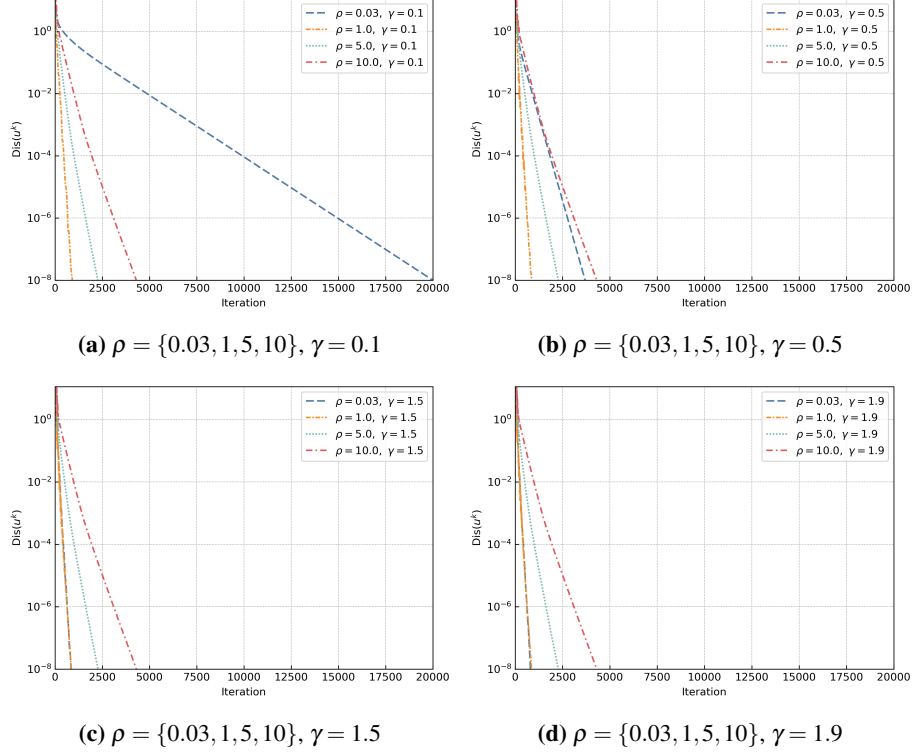 10⁰
10⁻²
10⁻⁴
10⁻⁶
10⁻⁸
Dis(uᵏ)
ρ = 0.03, γ = 0.1
ρ = 1.0, γ = 0.1
ρ = 5.0, γ = 0.1
ρ = 10.0, γ = 0.1
0 2500 5000 7500 10000 12500 15000 17500 20000
Iteration
(a) ρ = {0.03, 1, 5, 10}, γ = 0.1
10⁰
10⁻²
10⁻⁴
10⁻⁶
10⁻⁸
Dis(uᵏ)
ρ = 0.03, γ = 0.5
ρ = 1.0, γ = 0.5
ρ = 5.0, γ = 0.5
ρ = 10.0, γ = 0.5
0 2500 5000 7500 10000 12500 15000 17500 20000
Iteration
(b) ρ = {0.03, 1, 5, 10}, γ = 0.5
10⁰
10⁻²
10⁻⁴
10⁻⁶
10⁻⁸
Dis(uᵏ)
ρ = 0.03, γ = 1.5
ρ = 1.0, γ = 1.5
ρ = 5.0, γ = 1.5
ρ = 10.0, γ = 1.5
0 2500 5000 7500 10000 12500 15000 17500 20000
Iteration
(c) ρ = {0.03, 1, 5, 10}, γ = 1.5
10⁰
10⁻²
10⁻⁴
10⁻⁶
10⁻⁸
Dis(uᵏ)
ρ = 0.03, γ = 1.9
ρ = 1.0, γ = 1.9
ρ = 5.0, γ = 1.9
ρ = 10.0, γ = 1.9
0 2500 5000 7500 10000 12500 15000 17500 20000
Iteration
(d) ρ = {0.03, 1, 5, 10}, γ = 1.9